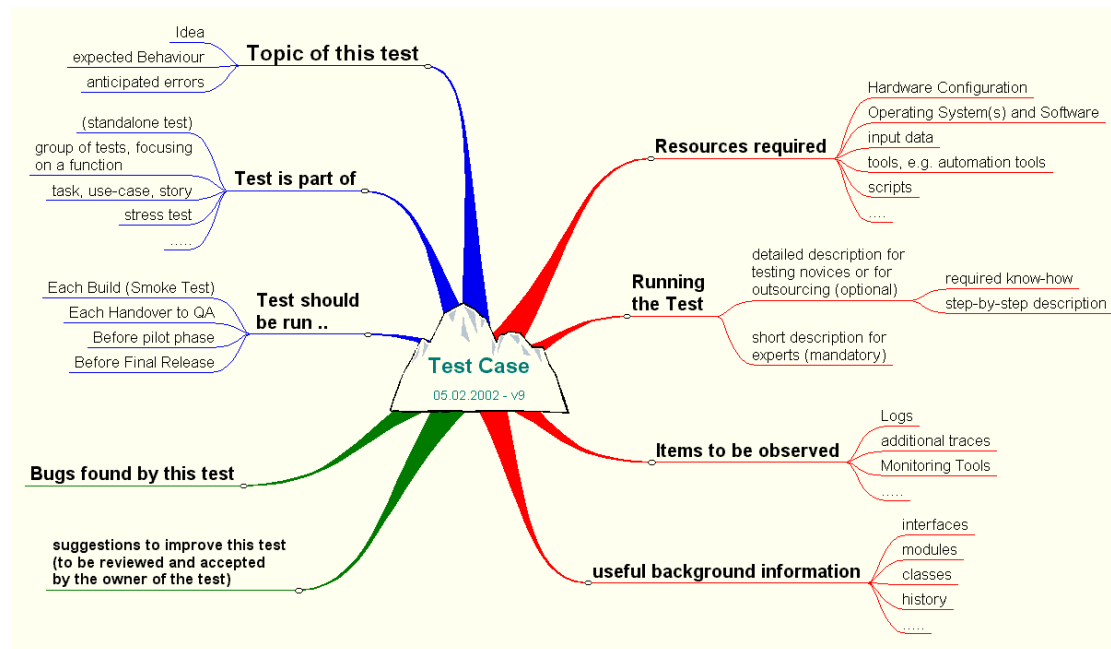 Idea
expected Behaviour
anticipated errors
Topic of this test
(standalone test)
group of tests, focusing
on a function
task, use-case, story
stress test
.....
Test is part of
Each Build (Smoke Test)
Each Handover to QA
Before pilot phase
Before Final Release
Test should
be run ..
Bugs found by this test
suggestions to improve this test
(to be reviewed and accepted
by the owner of the test)
Test Case
05.02.2002 - v9
Resources required
Hardware Configuration
Operating System(s) and Software
input data
tools, e.g. automation tools
scripts
....
Running
the Test
detailed description for
testing novices or for
outsourcing (optional)
required know-how
step-by-step description
short description for
experts (mandatory)
Items to be observed
Logs
additional traces
Monitoring Tools
.....
useful background information
interfaces
modules
classes
history
.....